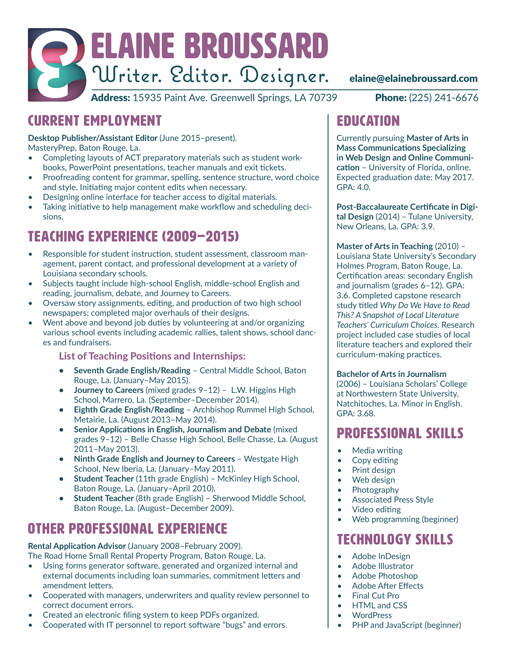 ELAINE BROUSSARD
Writer. Editor. Designer.
elaine@elainebroussard.com
Address: 15935 Paint Ave. Greenwell Springs, LA 70739
Phone: (225) 241-6676
CURRENT EMPLOYMENT
Desktop Publisher/Assistant Editor (June 2015–present).
MasteryPrep, Baton Rouge, La.
• Completing layouts of ACT preparatory materials such as student work-
books, PowerPoint presentations, teacher manuals and exit tickets.
• Proofreading content for grammar, spelling, sentence structure, word choice
and style. Initiating major content edits when necessary.
• Designing online interface for teacher access to digital materials.
• Taking initiative to help management make workflow and scheduling deci-
sions.
TEACHING EXPERIENCE (2009–2015)
• Responsible for student instruction, student assessment, classroom man-
agement, parent contact, and professional development at a variety of
Louisiana secondary schools.
• Subjects taught include high-school English, middle-school English and
reading, journalism, debate, and Journey to Careers.
• Oversaw story assignments, editing, and production of two high school
newspapers; completed major overhauls of their designs.
• Went above and beyond job duties by volunteering at and/or organizing
various school events including academic rallies, talent shows, school danc-
es and fundraisers.
List of Teaching Positions and Internships:
• Seventh Grade English/Reading – Central Middle School, Baton
Rouge, La. (January–May 2015).
• Journey to Careers (mixed grades 9–12) – L.W. Higgins High
School, Marrero, La. (September–December 2014).
• Eighth Grade English/Reading – Archbishop Rummel High School,
Metairie, La. (August 2013–May 2014).
• Senior Applications in English, Journalism and Debate (mixed
grades 9–12) – Belle Chasse High School, Belle Chasse, La. (August
2011–May 2013).
• Ninth Grade English and Journey to Careers – Westgate High
School, New Iberia, La. (January–May 2011).
• Student Teacher (11th grade English) – McKinley High School,
Baton Rouge, La. (January–April 2010).
• Student Teacher (8th grade English) – Sherwood Middle School,
Baton Rouge, La. (August–December 2009).
OTHER PROFESSIONAL EXPERIENCE
Rental Application Advisor (January 2008–February 2009).
The Road Home Small Rental Property Program, Baton Rouge, La.
• Using forms generator software, generated and organized internal and
external documents including loan summaries, commitment letters and
amendment letters.
• Cooperated with managers, underwriters and quality review personnel to
correct document errors.
• Created an electronic filing system to keep PDFs organized.
• Cooperated with IT personnel to report software "bugs" and errors.
EDUCATION
Currently pursuing Master of Arts in
Mass Communications Specializing
in Web Design and Online Communi-
cation – University of Florida, online.
Expected graduation date: May 2017.
GPA: 4.0.
Post-Baccalaureate Certificate in Digi-
tal Design (2014) – Tulane University,
New Orleans, La. GPA: 3.9.
Master of Arts in Teaching (2010) –
Louisiana State University's Secondary
Holmes Program, Baton Rouge, La.
Certification areas: secondary English
and journalism (grades 6–12). GPA:
3.6. Completed capstone research
study titled Why Do We Have to Read
This? A Snapshot of Local Literature
Teachers' Curriculum Choices. Research
project included case studies of local
literature teachers and explored their
curriculum-making practices.
Bachelor of Arts in Journalism
(2006) – Louisiana Scholars' College
at Northwestern State University,
Natchitoches, La. Minor in English.
GPA: 3.68.
PROFESSIONAL SKILLS
• Media writing
• Copy editing
• Print design
• Web design
• Photography
• Associated Press Style
• Video editing
• Web programming (beginner)
TECHNOLOGY SKILLS
• Adobe InDesign
• Adobe Illustrator
• Adobe Photoshop
• Adobe After Effects
• Final Cut Pro
• HTML and CSS
• WordPress
• PHP and JavaScript (beginner)